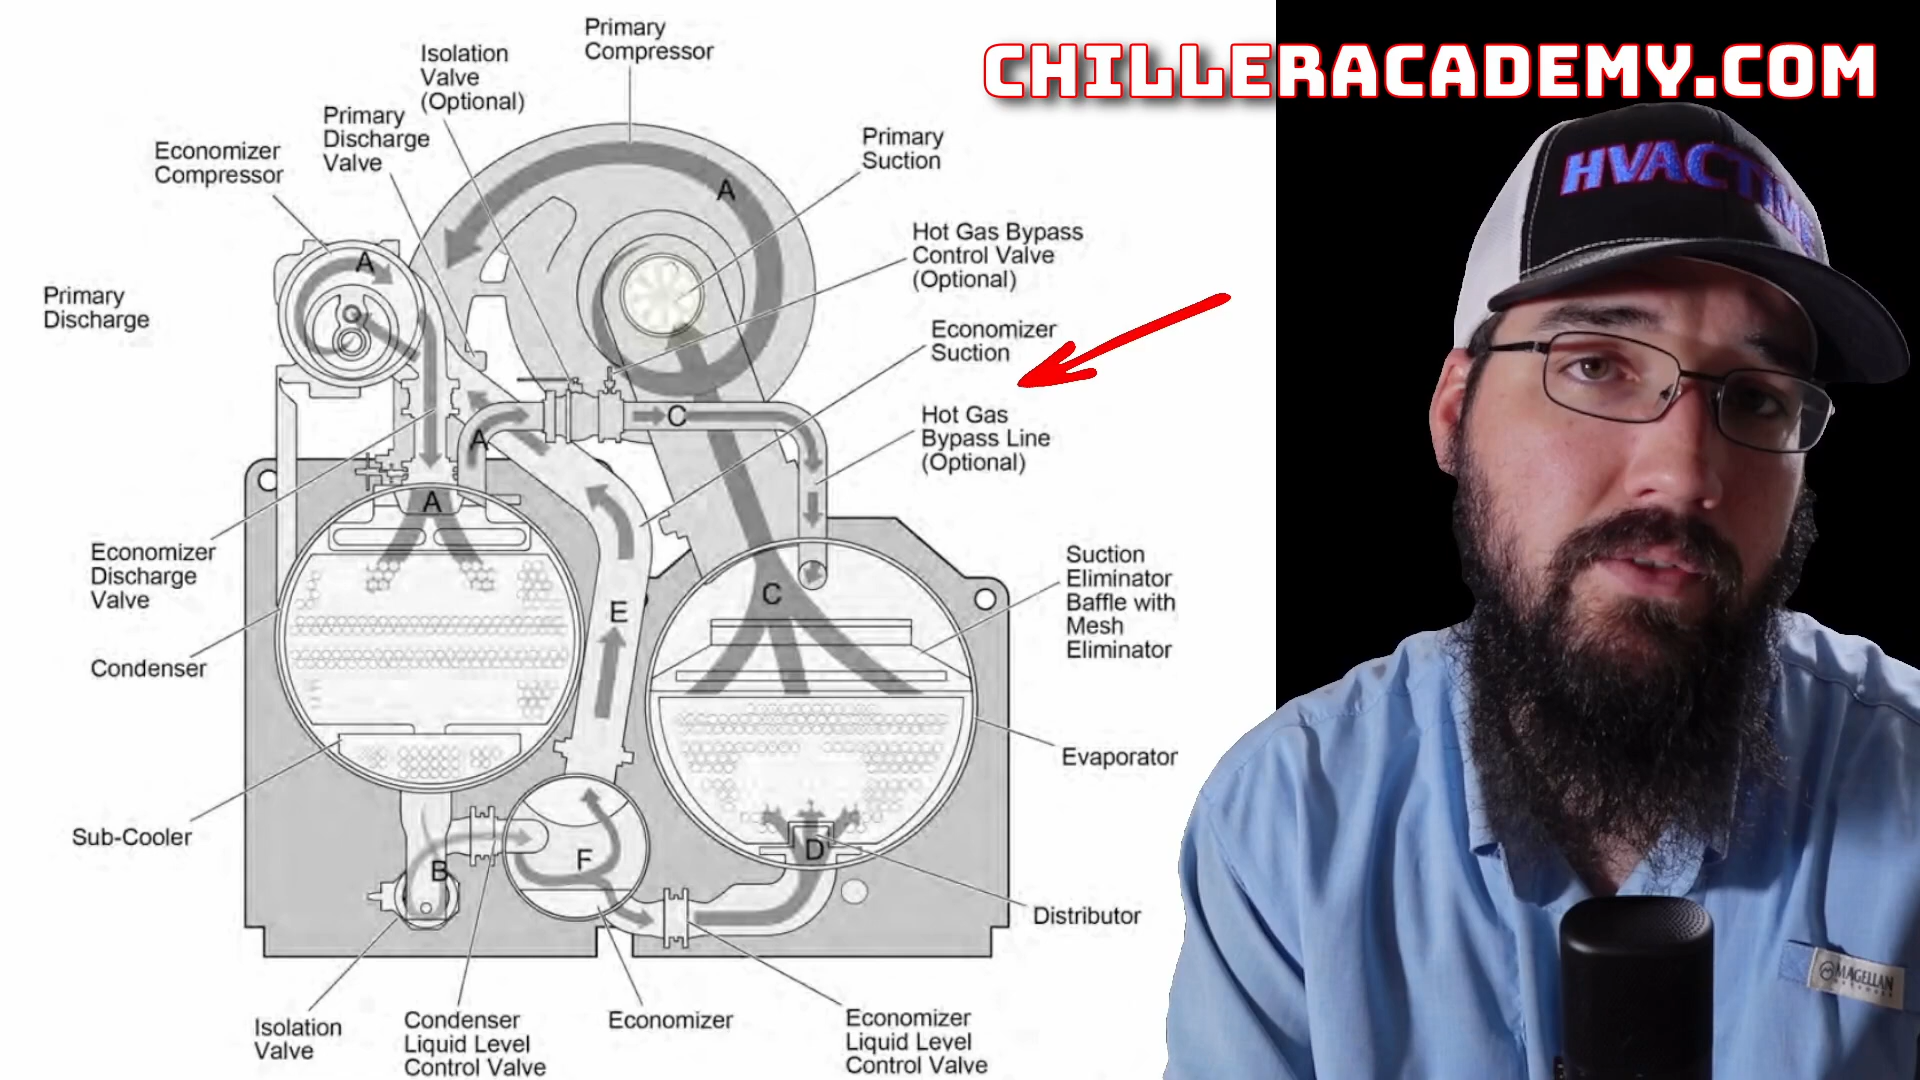 CHILLERACADEMY.COM
HVACTIM
MAGELLAN
Primary
Compressor
Isolation
Valve
(Optional)
Primary
Discharge
Valve
Economizer
Compressor
Primary
Suction
Hot Gas Bypass
Control Valve
(Optional)
Primary
Discharge
Economizer
Suction
Hot Gas
Bypass Line
(Optional)
Economizer
Discharge
Valve
Suction
Eliminator
Baffle with
Mesh
Eliminator
Condenser
Evaporator
Sub-Cooler
Distributor
Isolation
Valve
Condenser
Liquid Level
Control Valve
Economizer
Economizer
Liquid Level
Control Valve
A
A
C
A
A
C
E
F
B
D